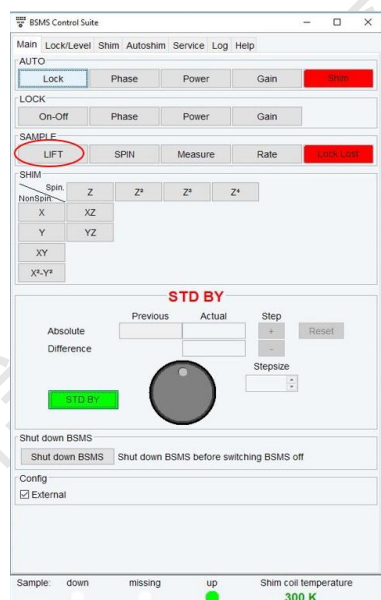 BSMS Control Suite
Main Lock/Level Shim Autoshim Service Log Help
AUTO
Lock Phase Power Gain Shim
LOCK
On-Off Phase Power Gain
SAMPLE
LIFT SPIN Measure Rate Lock Lost
SHIM
Spin.
NonSpin. Z Z² Z³ Z⁴
X XZ
Y YZ
XY
X²-Y²
STD BY
Previous Actual Step
Absolute + Reset
Difference -
Stepsize
STD BY
Shut down BSMS
Shut down BSMS Shut down BSMS before switching BSMS off
Config
External
Sample: down missing up Shim coil temperature
300 K